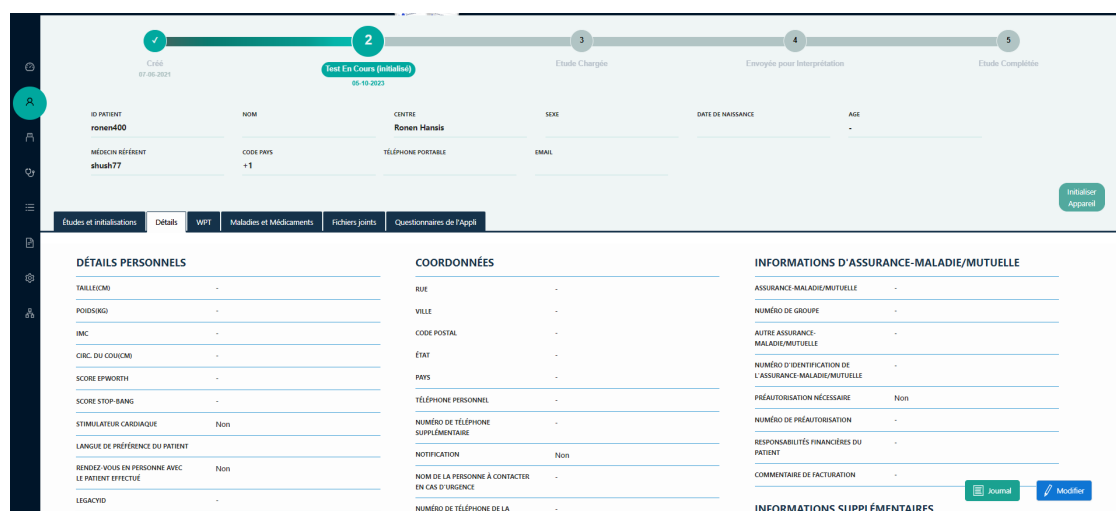 2
3
4
5
Créé
07-06-2021
Test En Cours (initialisé)
05-10-2023
Etude Chargée
Envoyée pour Interprétation
Etude Complétée
ID PATIENT
ronen400
NOM
CENTRE
Ronen Hansis
SEXE
DATE DE NAISSANCE
AGE
-
MÉDECIN RÉFÉRENT
shush77
CODE PAYS
+1
TÉLÉPHONE PORTABLE
EMAIL
Initialiser
Appareil
Études et initialisations
Détails
WPT
Maladies et Médicaments
Fichiers joints
Questionnaires de l'Appli
DÉTAILS PERSONNELS
TAILLE(CM) -
POIDS(KG) -
IMC -
CIRC. DU COU(CM) -
SCORE EPWORTH -
SCORE STOP-BANG -
STIMULATEUR CARDIAQUE Non
LANGUE DE PRÉFÉRENCE DU PATIENT
RENDEZ-VOUS EN PERSONNE AVEC Non
LE PATIENT EFFECTUÉ
LEGACYID -
COORDONNÉES
RUE -
VILLE -
CODE POSTAL -
ÉTAT -
PAYS -
TÉLÉPHONE PERSONNEL -
NUMÉRO DE TÉLÉPHONE -
SUPPLÉMENTAIRE
NOTIFICATION Non
NOM DE LA PERSONNE À CONTACTER -
EN CAS D'URGENCE
NUMÉRO DE TÉLÉPHONE DE LA -
INFORMATIONS D'ASSURANCE-MALADIE/MUTUELLE
ASSURANCE-MALADIE/MUTUELLE -
NUMÉRO DE GROUPE -
AUTRE ASSURANCE- -
MALADIE/MUTUELLE
NUMÉRO D'IDENTIFICATION DE -
L'ASSURANCE-MALADIE/MUTUELLE
PRÉAUTORISATION NÉCESSAIRE Non
NUMÉRO DE PRÉAUTORISATION -
RESPONSABILITÉS FINANCIÈRES DU -
PATIENT
COMMENTAIRE DE FACTURATION -
INFORMATIONS SUPPLÉMENTAIRES
Journal
Modifier